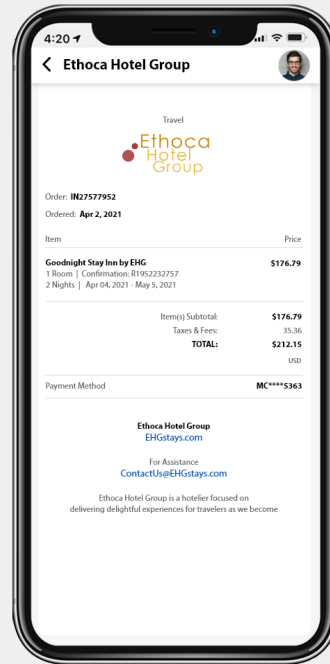 4:20
Ethoca Hotel Group
Travel
Ethoca
Hotel
Group
Order: IN27577952
Ordered: Apr 2, 2021
Item Price
Goodnight Stay Inn by EHG $176.79
1 Room | Confirmation: R1952232757
2 Nights | Apr 04, 2021 - May 5, 2021
Item(s) Subtotal: $176.79
Taxes & Fees: 35.36
TOTAL: $212.15
USD
Payment Method MC****5363
Ethoca Hotel Group
EHGstays.com
For Assistance
ContactUs@EHGstays.com
Ethoca Hotel Group is a hotelier focused on
delivering delightful experiences for travelers as we become